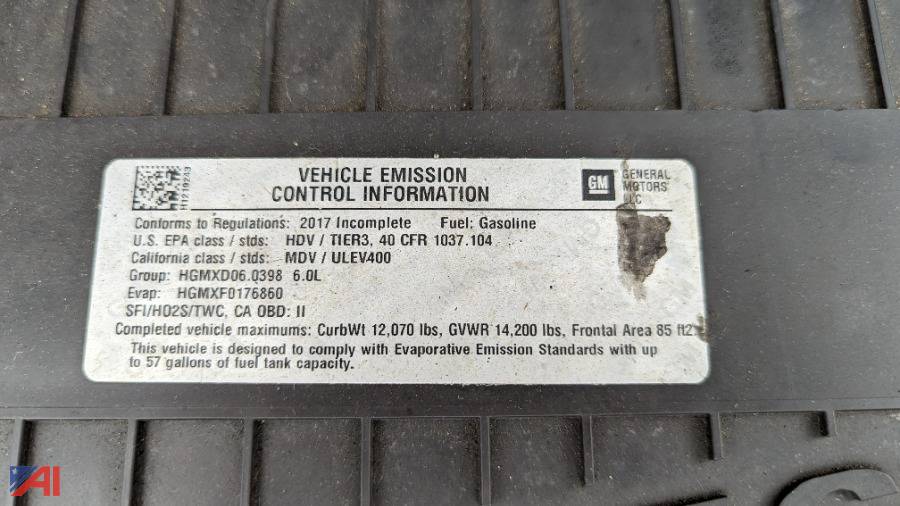 VEHICLE EMISSION
CONTROL INFORMATION
H1219243
GM
GENERAL
MOTORS
LLC
Conforms to Regulations: 2017 Incomplete Fuel: Gasoline
U.S. EPA class / stds: HDV / TIER3, 40 CFR 1037.104
California class / stds: MDV / ULEV400
Group: HGMXD06.0398 6.0L
Evap: HGMXF0176860
SFI/HO2S/TWC, CA OBD: II
Completed vehicle maximums: CurbWt 12,070 lbs, GVWR 14,200 lbs, Frontal Area 85 ft2
This vehicle is designed to comply with Evaporative Emission Standards with up
to 57 gallons of fuel tank capacity.
AI